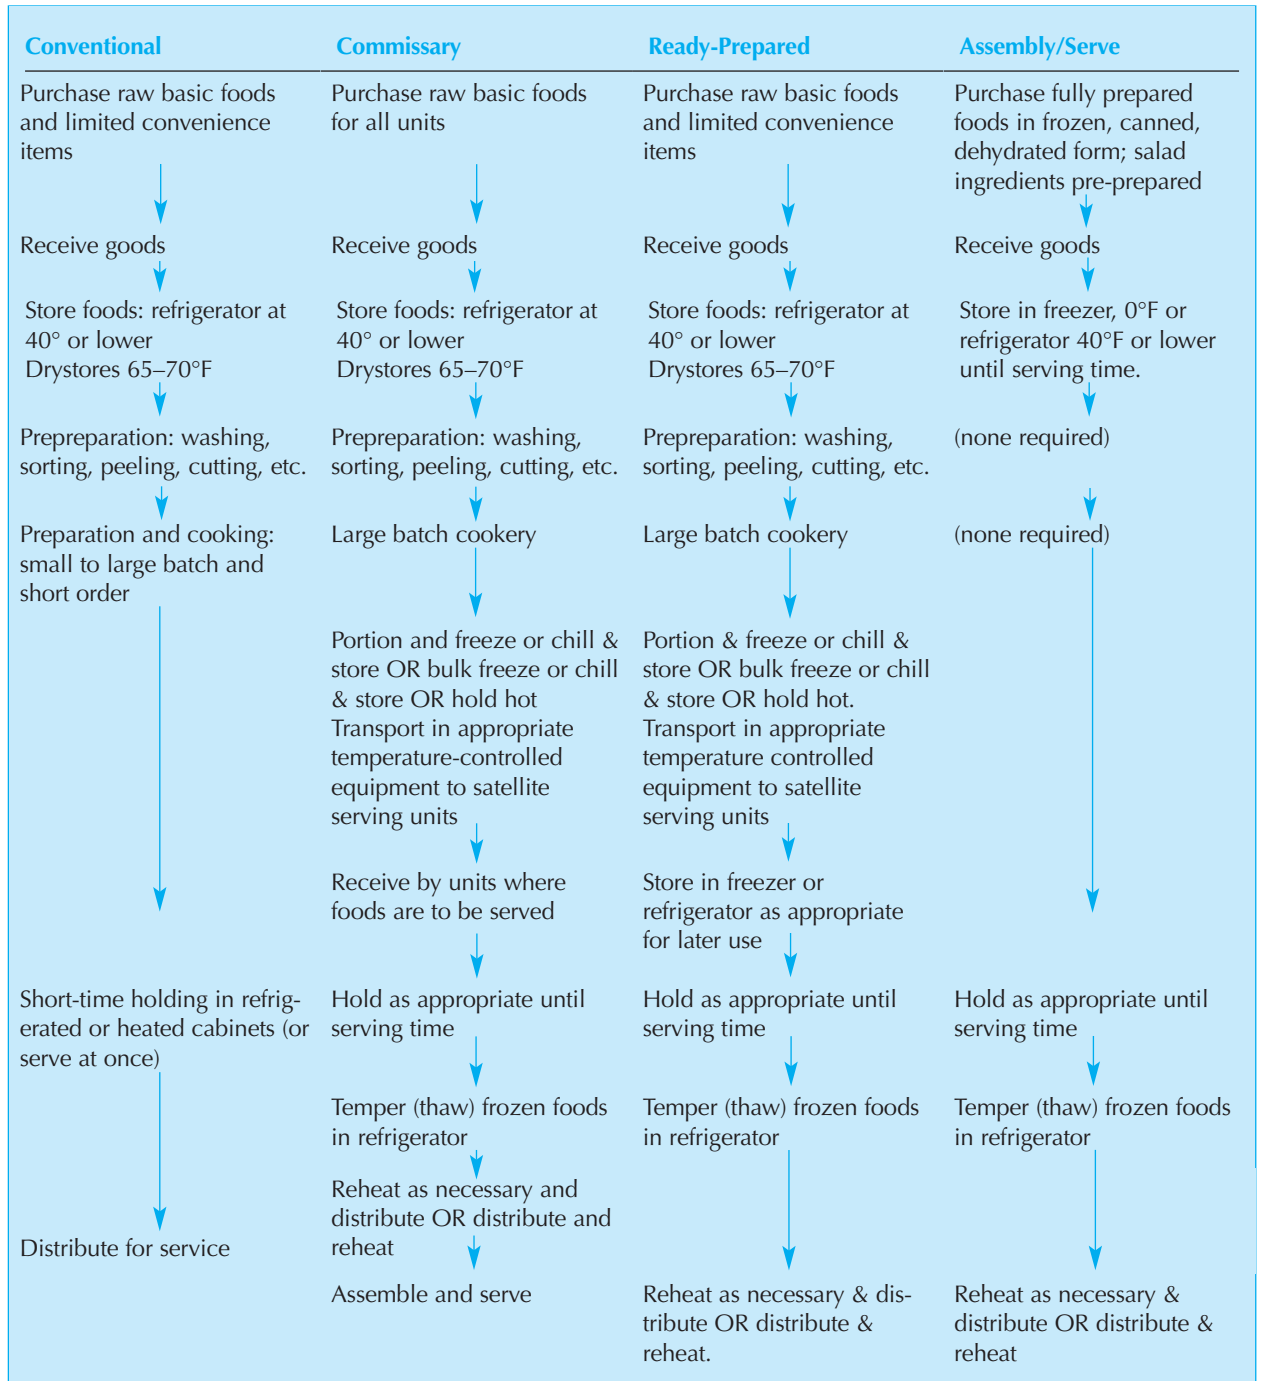 Conventional
Purchase raw basic foods
and limited convenience
items
Receive goods
Store foods: refrigerator at
40° or lower
Drystores 65–70°F
Prepreparation: washing,
sorting, peeling, cutting, etc.
Preparation and cooking:
small to large batch and
short order
Short-time holding in refrig-
erated or heated cabinets (or
serve at once)
Distribute for service
Commissary
Purchase raw basic foods
for all units
Receive goods
Store foods: refrigerator at
40° or lower
Drystores 65–70°F
Prepreparation: washing,
sorting, peeling, cutting, etc.
Large batch cookery
Portion and freeze or chill &
store OR bulk freeze or chill
& store OR hold hot
Transport in appropriate
temperature-controlled
equipment to satellite
serving units
Receive by units where
foods are to be served
Hold as appropriate until
serving time
Temper (thaw) frozen foods
in refrigerator
Reheat as necessary and
distribute OR distribute and
reheat
Assemble and serve
Ready-Prepared
Purchase raw basic foods
and limited convenience
items
Receive goods
Store foods: refrigerator at
40° or lower
Drystores 65–70°F
Prepreparation: washing,
sorting, peeling, cutting, etc.
Large batch cookery
Portion & freeze or chill &
store OR bulk freeze or chill
& store OR hold hot.
Transport in appropriate
temperature controlled
equipment to satellite
serving units
Store in freezer or
refrigerator as appropriate
for later use
Hold as appropriate until
serving time
Temper (thaw) frozen foods
in refrigerator
Reheat as necessary & dis-
tribute OR distribute &
reheat.
Assembly/Serve
Purchase fully prepared
foods in frozen, canned,
dehydrated form; salad
ingredients pre-prepared
Receive goods
Store in freezer, 0°F or
refrigerator 40°F or lower
until serving time.
(none required)
(none required)
Hold as appropriate until
serving time
Temper (thaw) frozen foods
in refrigerator
Reheat as necessary &
distribute OR distribute &
reheat